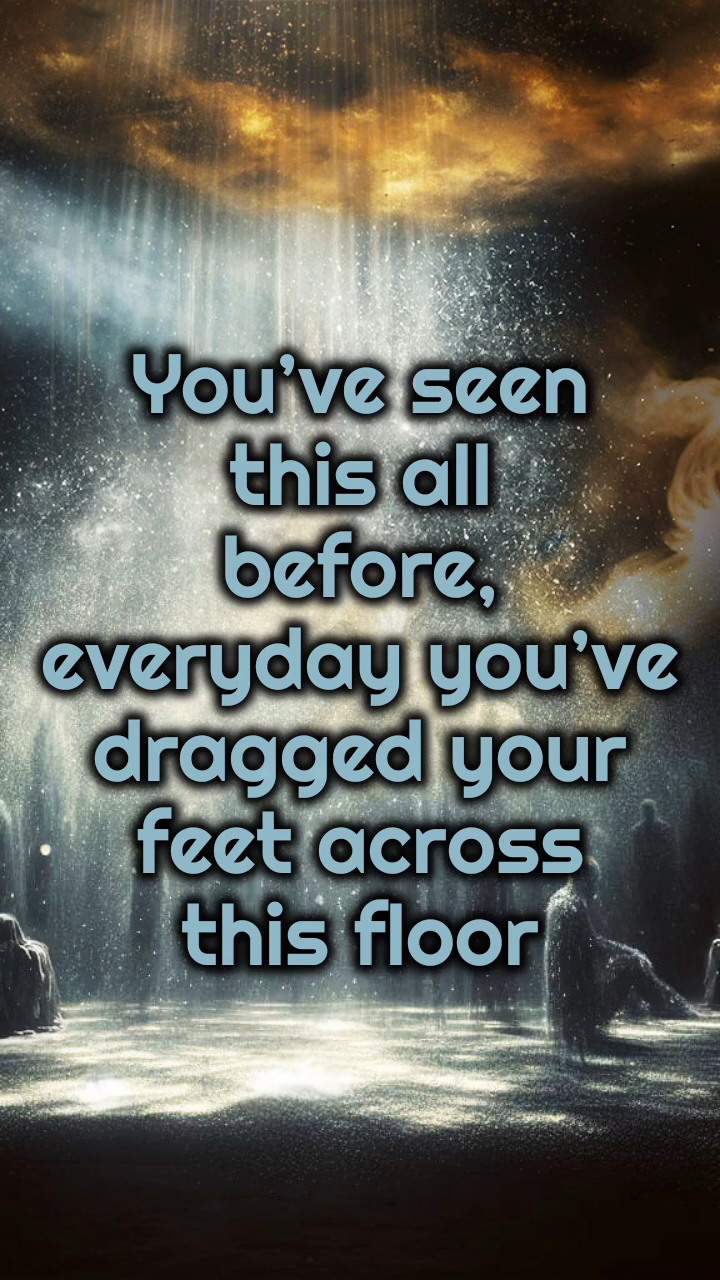 You’ve seen
this all
before,
everyday you’ve
dragged your
feet across
this floor